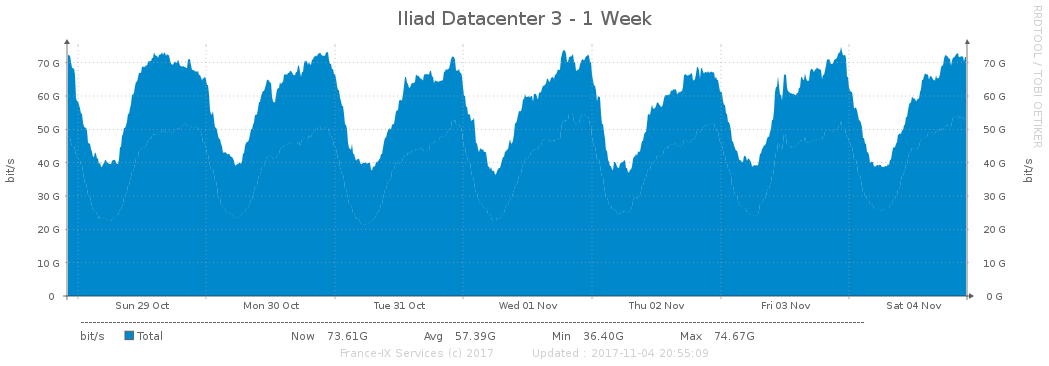 Iliad Datacenter 3 - 1 Week
RRDTOOL / TOBI OETIKER
bit/s
bit/s
70 G
60 G
50 G
40 G
30 G
20 G
10 G
0
70 G
60 G
50 G
40 G
30 G
20 G
10 G
0 G
Sun 29 Oct Mon 30 Oct Tue 31 Oct Wed 01 Nov Thu 02 Nov Fri 03 Nov Sat 04 Nov
bit/s Total Now 73.61G Avg 57.39G Min 36.40G Max 74.67G
France-IX Services (c) 2017 Updated : 2017-11-04 20:55:09